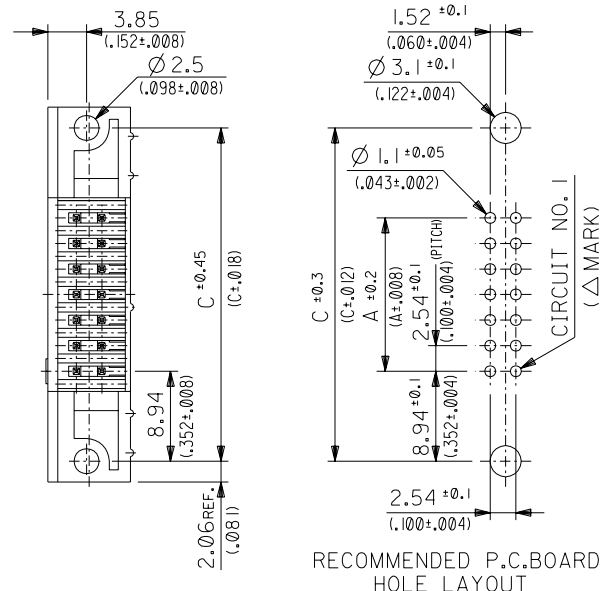 3.85
(.152±.008)
Ø 2.5
(.098±.008)
C ±0.45
(C±.018)
8.94
(.352±.008)
2.06REF.
(.081)
1.52 ±0.1
(.060±.004)
Ø 3.1 ±0.1
(.122±.004)
Ø 1.1 ±0.05
(.043±.002)
C ±0.3
(C±.012)
A ±0.2
(A±.008)
2.54 ±0.1 (PITCH)
(.100±.004)
8.94 ±0.1
(.352±.004)
CIRCUIT NO. 1
(△ MARK)
2.54 ±0.1
(.100±.004)
RECOMMENDED P.C.BOARD
HOLE LAYOUT